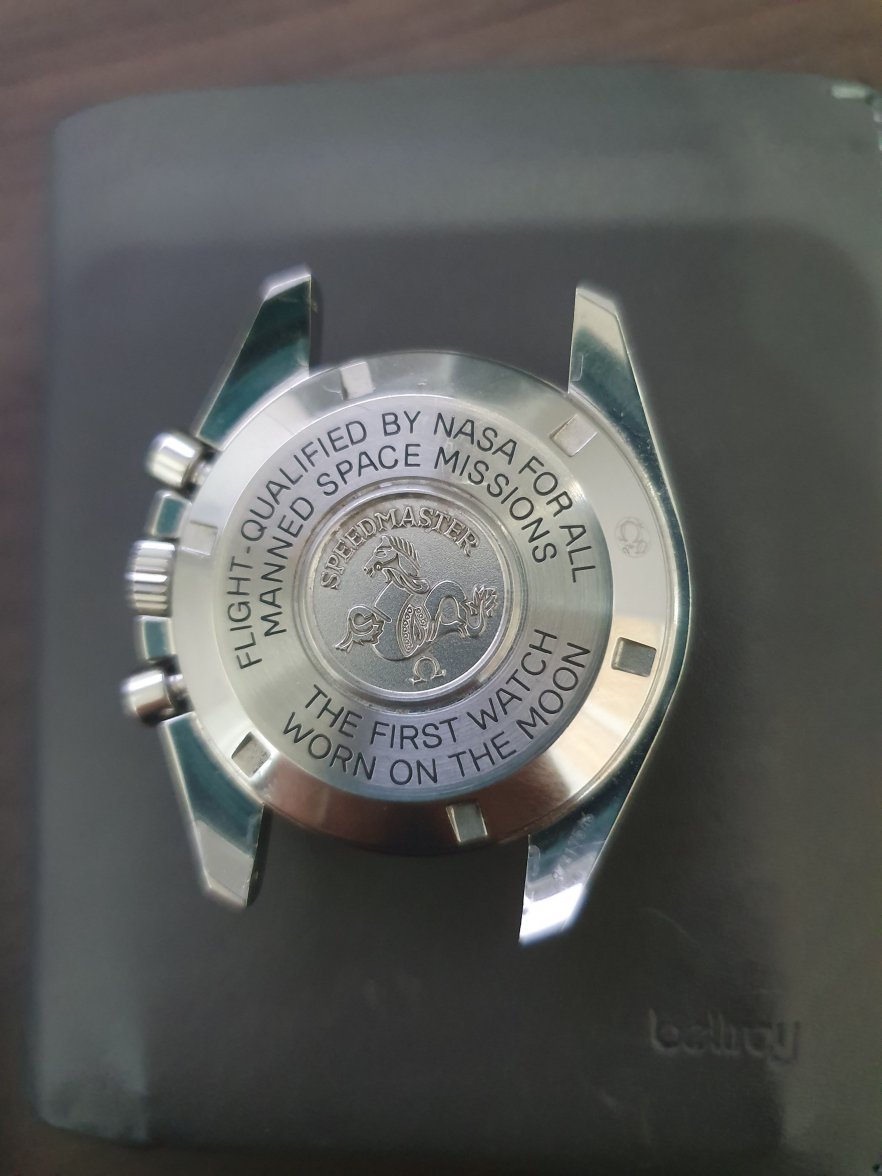 FLIGHT-QUALIFIED BY NASA FOR ALL
MANNED SPACE MISSIONS
SPEEDMASTER
Ω
THE FIRST WATCH
WORN ON THE MOON
bellroy